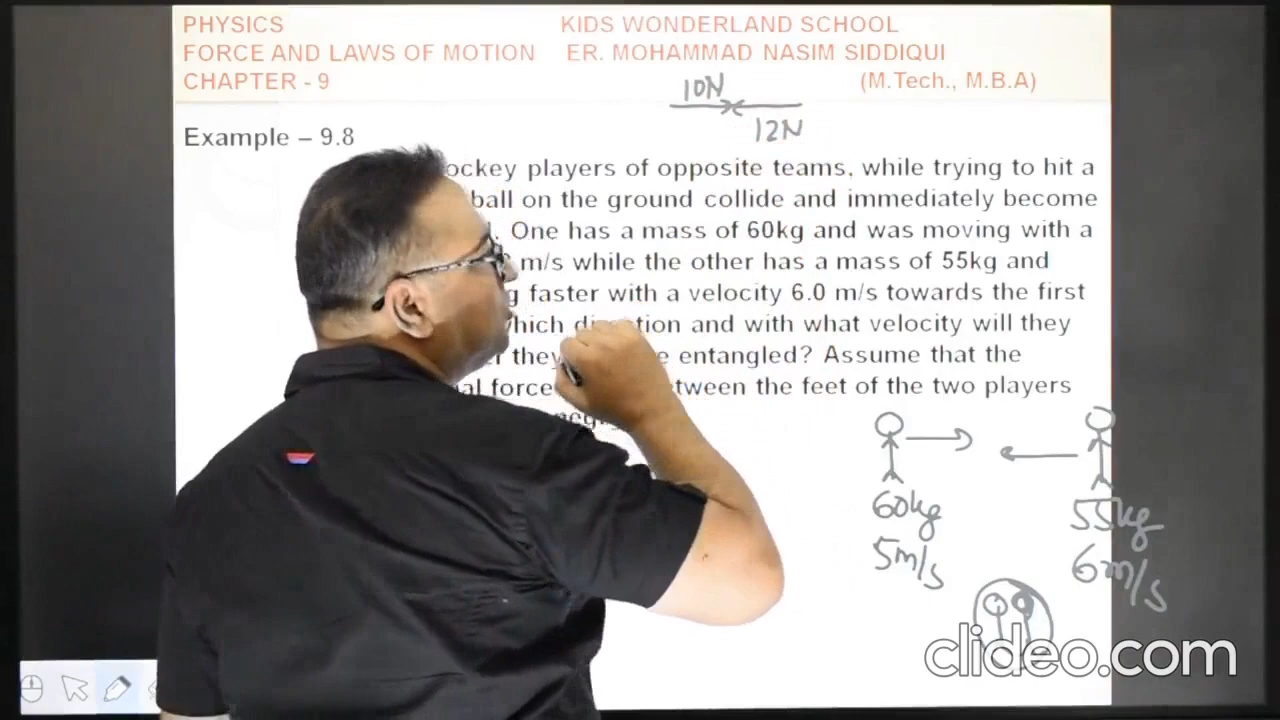 PHYSICS KIDS WONDERLAND SCHOOL
FORCE AND LAWS OF MOTION ER. MOHAMMAD NASIM SIDDIQUI
CHAPTER - 9 (M.Tech., M.B.A)
10N
12N
Example – 9.8
players of opposite teams, while trying to hit a
ball on the ground collide and immediately become
One has a mass of 60kg and was moving with a
m/s while the other has a mass of 55kg and
faster with a velocity 6.0 m/s towards the first
and with what velocity will they
entangled? Assume that the
force between the feet of the two players
60kg
5m/s
55kg
6m/s
clideo.com